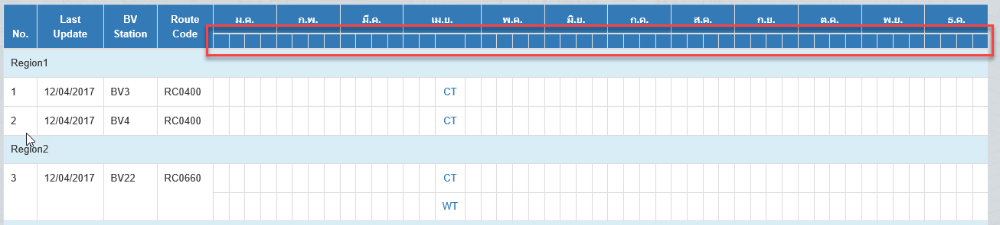 No. Last Update BV Station Route Code ม.ค. ก.พ. มี.ค. เม.ย. พ.ค. มิ.ย. ก.ค. ส.ค. ก.ย. ต.ค. พ.ย. ธ.ค.
Region1
1 12/04/2017 BV3 RC0400 CT
2 12/04/2017 BV4 RC0400 CT
Region2
3 12/04/2017 BV22 RC0660 CT
WT